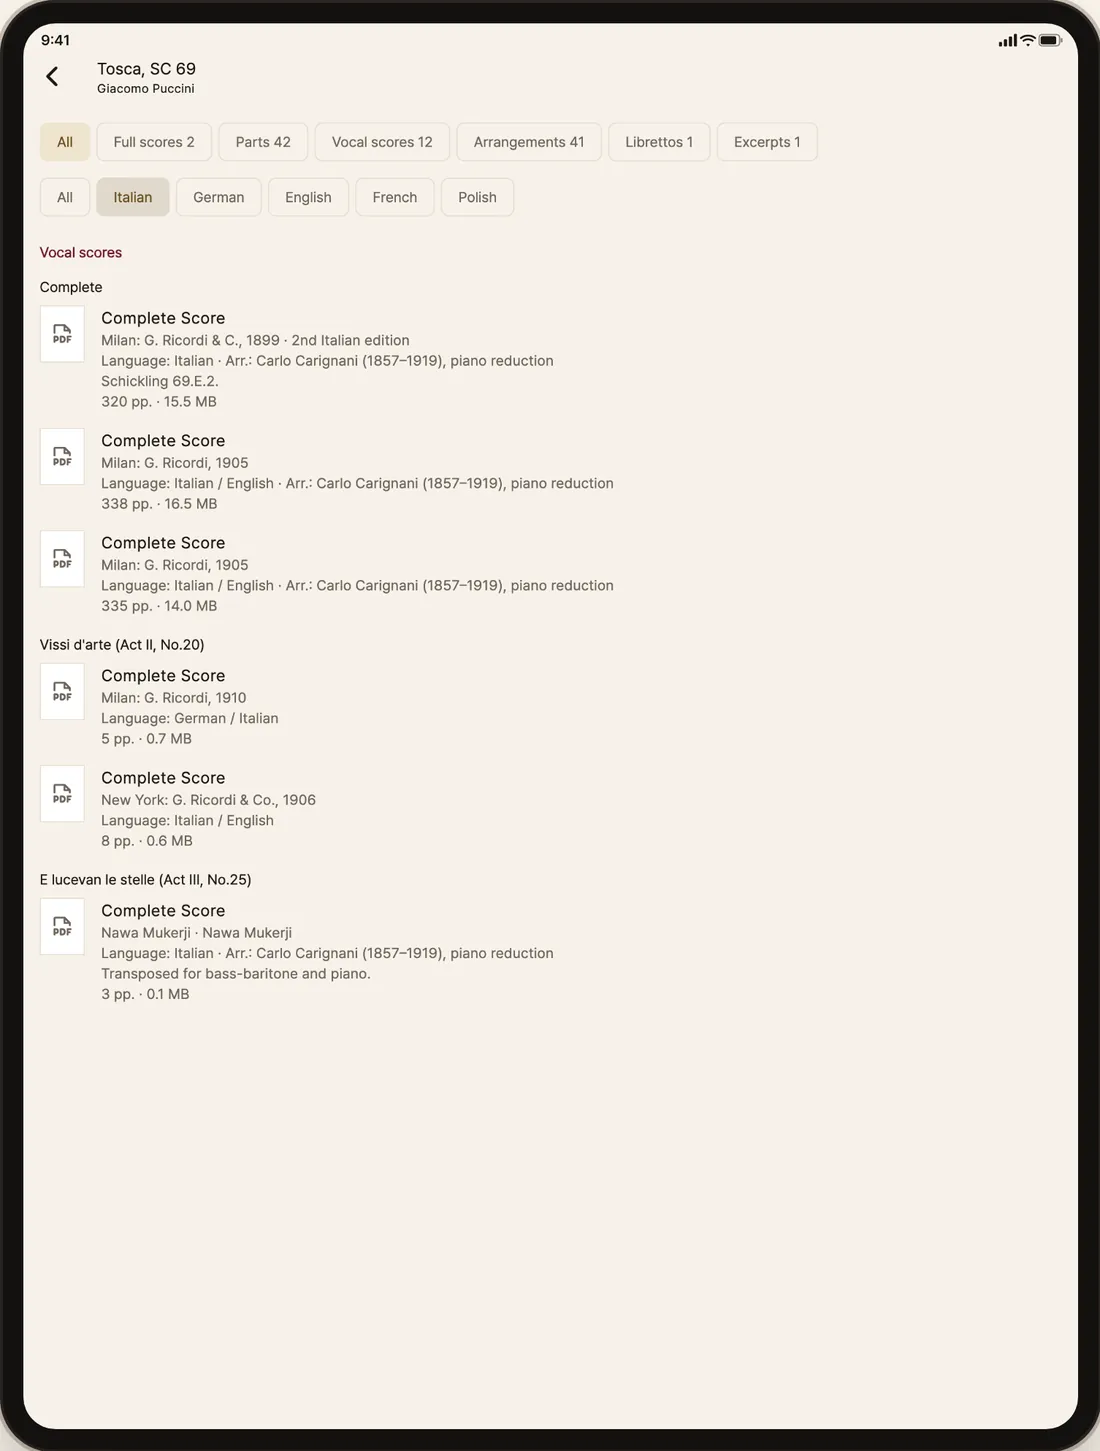 9:41
Tosca, SC 69
Giacomo Puccini
All
Full scores 2
Parts 42
Vocal scores 12
Arrangements 41
Librettos 1
Excerpts 1
All
Italian
German
English
French
Polish
Vocal scores
Complete
PDF
Complete Score
Milan: G. Ricordi & C., 1899 · 2nd Italian edition
Language: Italian · Arr.: Carlo Carignani (1857–1919), piano reduction
Schickling 69.E.2.
320 pp. · 15.5 MB
PDF
Complete Score
Milan: G. Ricordi, 1905
Language: Italian / English · Arr.: Carlo Carignani (1857–1919), piano reduction
338 pp. · 16.5 MB
PDF
Complete Score
Milan: G. Ricordi, 1905
Language: Italian / English · Arr.: Carlo Carignani (1857–1919), piano reduction
335 pp. · 14.0 MB
Vissi d'arte (Act II, No.20)
PDF
Complete Score
Milan: G. Ricordi, 1910
Language: German / Italian
5 pp. · 0.7 MB
PDF
Complete Score
New York: G. Ricordi & Co., 1906
Language: Italian / English
8 pp. · 0.6 MB
E lucevan le stelle (Act III, No.25)
PDF
Complete Score
Nawa Mukerji · Nawa Mukerji
Language: Italian · Arr.: Carlo Carignani (1857–1919), piano reduction
Transposed for bass-baritone and piano.
3 pp. · 0.1 MB